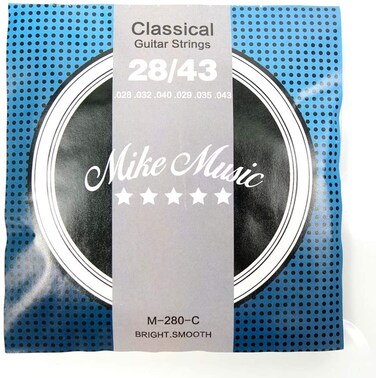 Classical
Guitar Strings
28/43
.028 .032 .040 .029 .035 .043
Mike Music
M-280-C
BRIGHT.SMOOTH